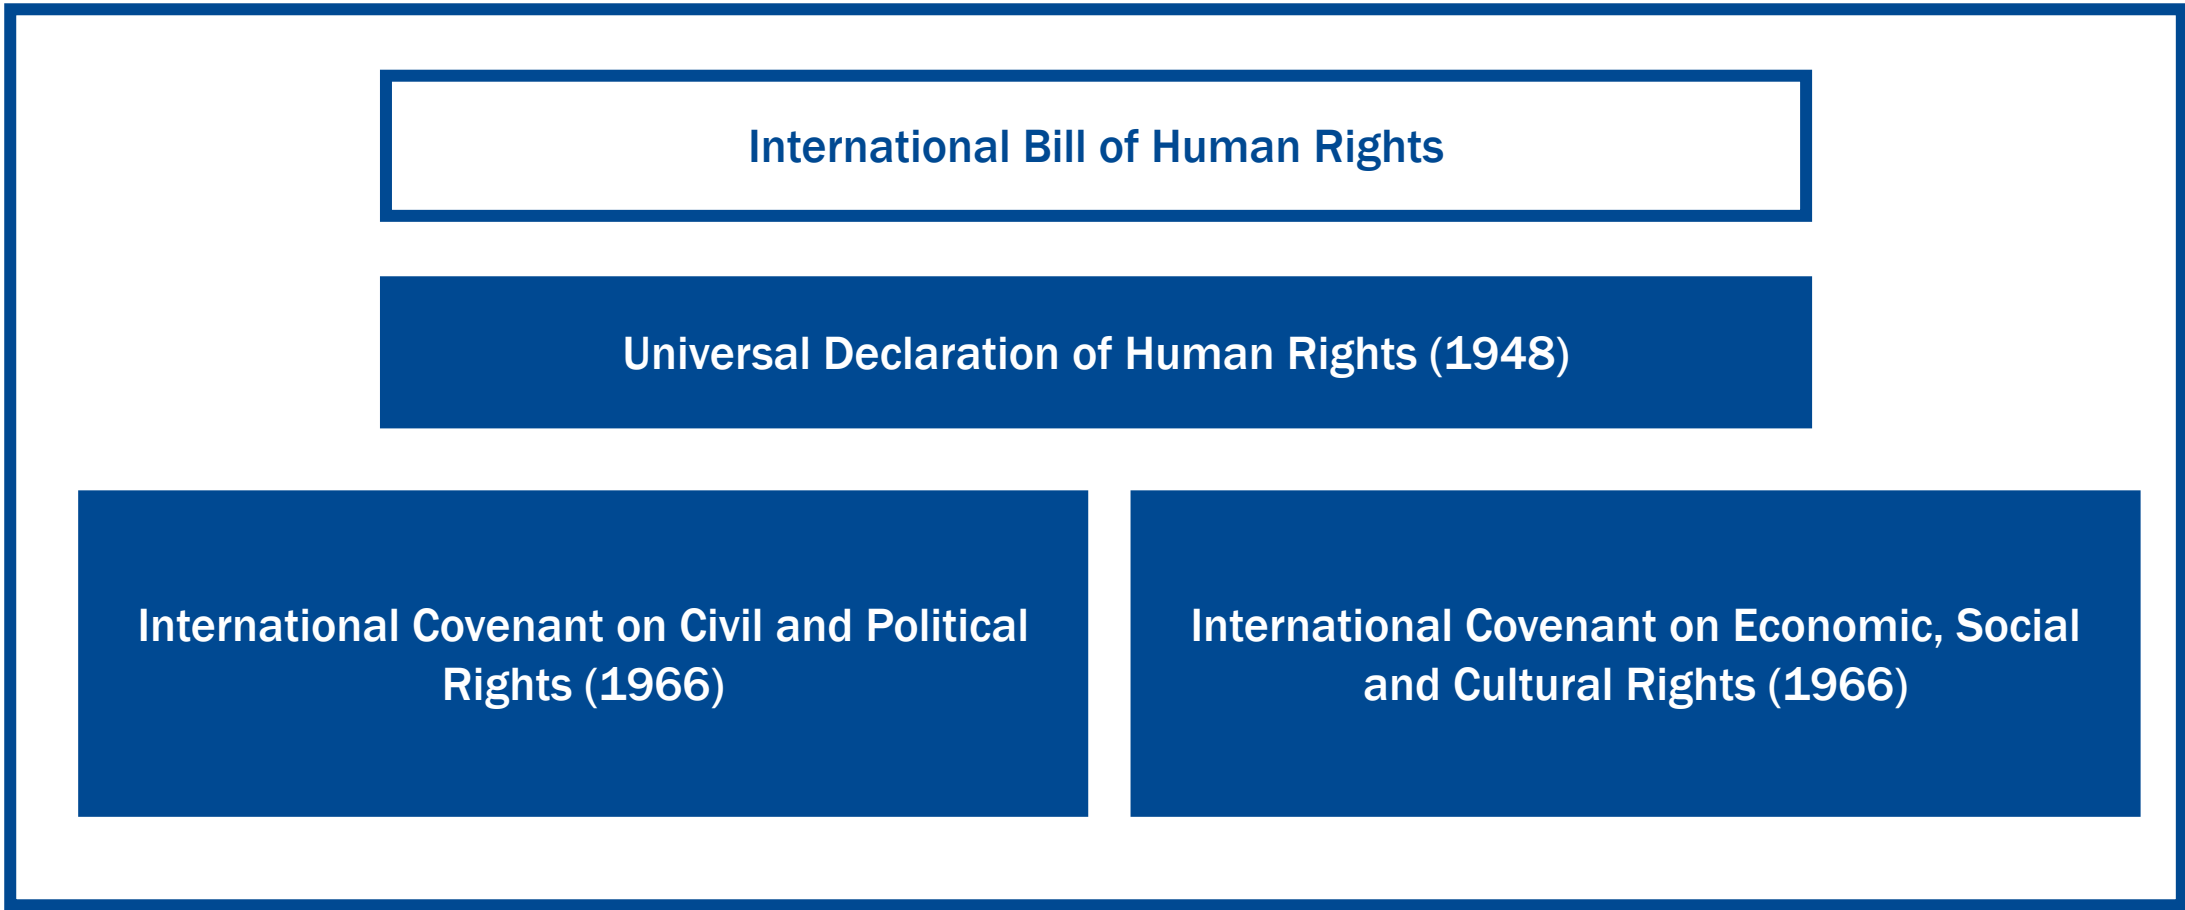 International Bill of Human Rights
Universal Declaration of Human Rights (1948)
International Covenant on Civil and Political
Rights (1966)
International Covenant on Economic, Social
and Cultural Rights (1966)